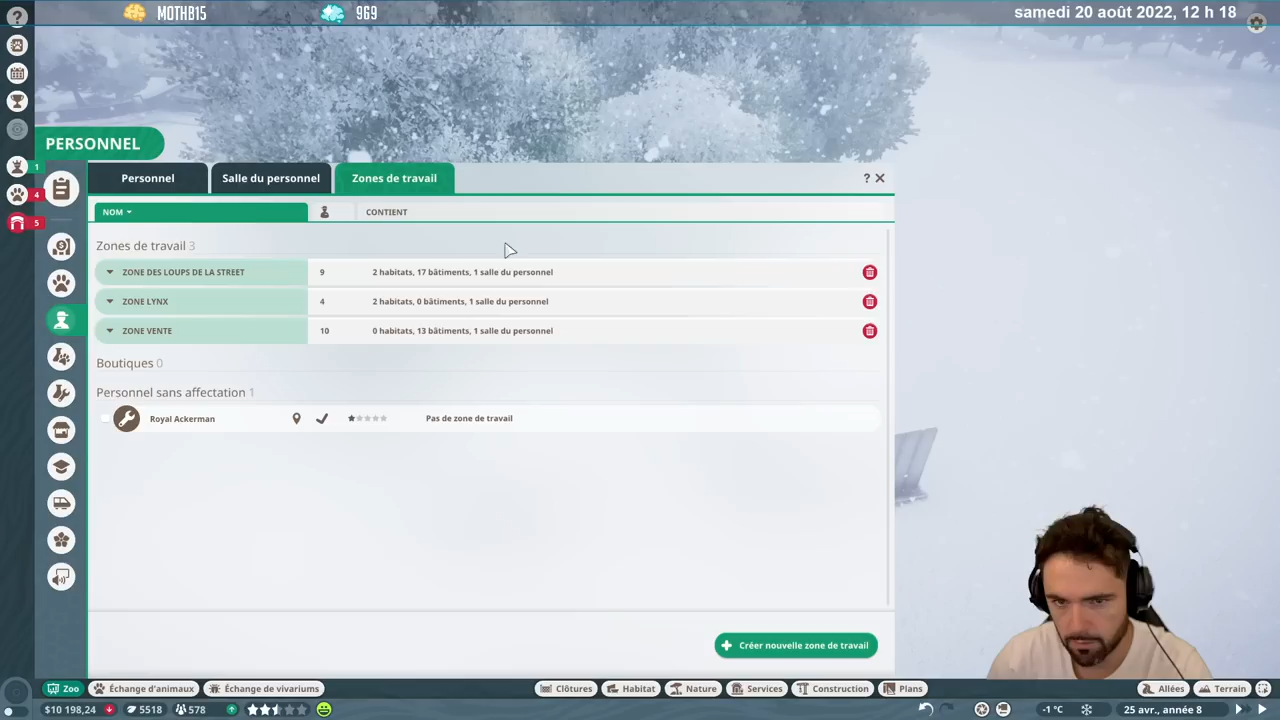 MOTHB15
969
samedi 20 août 2022, 12 h 18
PERSONNEL
1
4
5
Personnel
Salle du personnel
Zones de travail
?
NOM
CONTIENT
Zones de travail 3
ZONE DES LOUPS DE LA STREET
9
2 habitats, 17 bâtiments, 1 salle du personnel
ZONE LYNX
4
2 habitats, 0 bâtiments, 1 salle du personnel
ZONE VENTE
10
0 habitats, 13 bâtiments, 1 salle du personnel
Boutiques 0
Personnel sans affectation 1
Royal Ackerman
Pas de zone de travail
Créer nouvelle zone de travail
Zoo
Échange d'animaux
Échange de vivariums
Clôtures
Habitat
Nature
Services
Construction
Plans
Allées
Terrain
$10 198,24
5518
578
-1 °C
25 avr., année 8